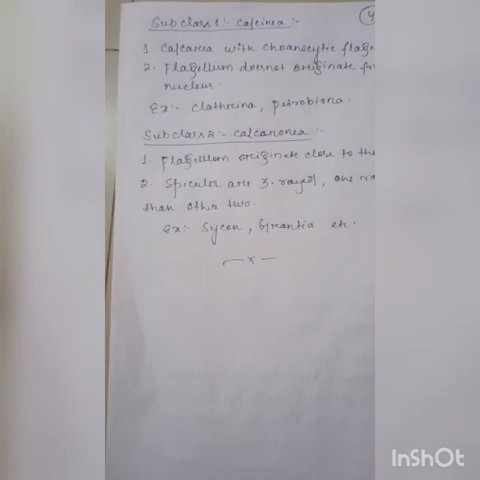 Subclass 1:- Calcinea :-
4
1. Calcarea with choanocytic flage
2. Flagellum doesnot originate fr
nucleus.
Ex:- Clathrina, petrobiona.
Subclass 2:- Calcaronea :-
1. Flagellum originate close to the
2. Spicules are 3-rayed, one ra
than other two.
Ex:- Sycon, Grantia etc.
x
InShOt